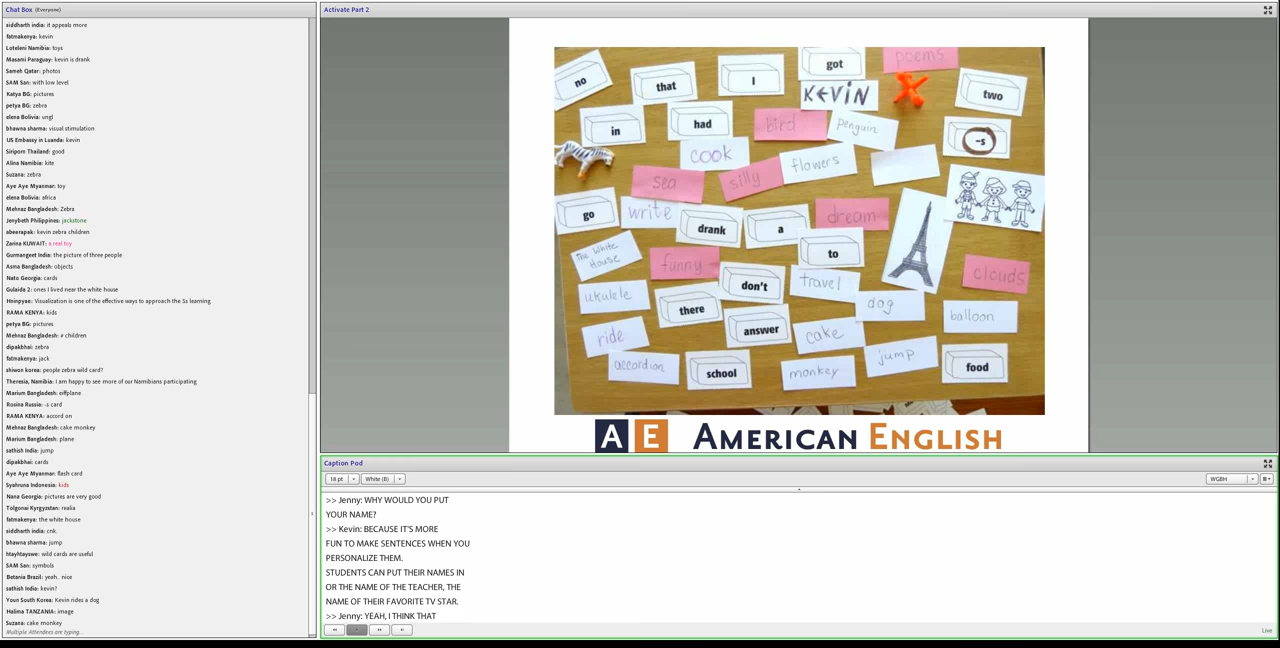 Chat Box (Everyone)
siddharth india: it appeals more
fatmakenya: kevin
Loteleni Namibia: toys
Masami Paraguay: kevin is drank
Sameh Qatar: photos
SAM San: with low level
Katya BG: pictures
petya BG: zebra
elena Bolivia: ungl
bhawna sharma: visual stimulation
US Embassy in Luanda: kevin
Siriporn Thailand: good
Alina Namibia: kite
Suzana: zebra
Aye Aye Myanmar: toy
elena Bolivia: africa
Mehnaz Bangladesh: Zebra
Jenybeth Philippines: jackstone
abeerapak: kevin zebra children
Zarina KUWAIT: a real toy
Gurmangeet India: the picture of three people
Asma Bangladesh: objects
Nato Georgia: cards
Gulaida 2: ones I lived near the white house
Hninpyae: Visualization is one of the effective ways to approach the Ss learning
RAMA KENYA: kids
petya BG: pictures
Mehnaz Bangladesh: # children
dipakbhai: zebra
fatmakenya: jack
shiwon korea: people zebra wild card?
Theresia, Namibia: I am happy to see more of our Namibians participating
Marium Bangladesh: eiffplane
Rosina Russia: -s card
RAMA KENYA: accord on
Mehnaz Bangladesh: cake monkey
Marium Bangladesh: plane
sathish India: jump
dipakbhai: cards
Aye Aye Myanmar: flash card
Syahruna Indonesia: kids
Nana Georgia: pictures are very good
Tolgonai Kyrgyzstan: realia
fatmakenya: the white house
siddharth india: cnk.
bhawna sharma: jump
htayhtayswe: wild cards are useful
SAM San: symbols
Betania Brazil: yeah.. nice
sathish India: kevin?
Youn South Korea: Kevin rides a dog
Halima TANZANIA: image
Suzana: cake monkey
Multiple Attendees are typing...
Activate Part 2
no
that
I
got
poems
KEVIN
two
in
had
bird
penguin
-s
cook
flowers
sea
silly
go
write
drank
a
dream
to
The White
House
funny
clouds
don't
travel
ukulele
there
dog
balloon
answer
ride
cake
accordion
school
monkey
jump
food
AE AMERICAN ENGLISH
Caption Pod
18 pt
White (B)
WGBH
>> Jenny: WHY WOULD YOU PUT
YOUR NAME?
>> Kevin: BECAUSE IT'S MORE
FUN TO MAKE SENTENCES WHEN YOU
PERSONALIZE THEM.
STUDENTS CAN PUT THEIR NAMES IN
OR THE NAME OF THE TEACHER, THE
NAME OF THEIR FAVORITE TV STAR.
>> Jenny: YEAH, I THINK THAT
Live